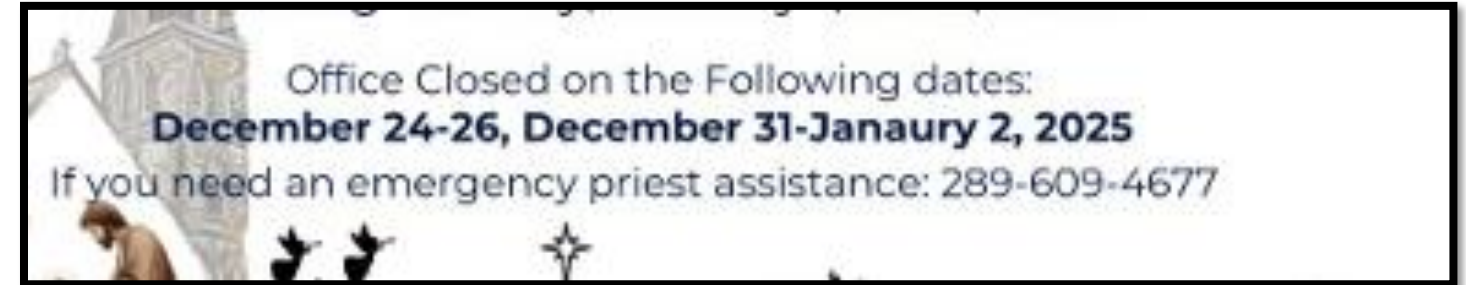 Office Closed on the Following dates:
December 24-26, December 31-Janaury 2, 2025
If you need an emergency priest assistance: 289-609-4677